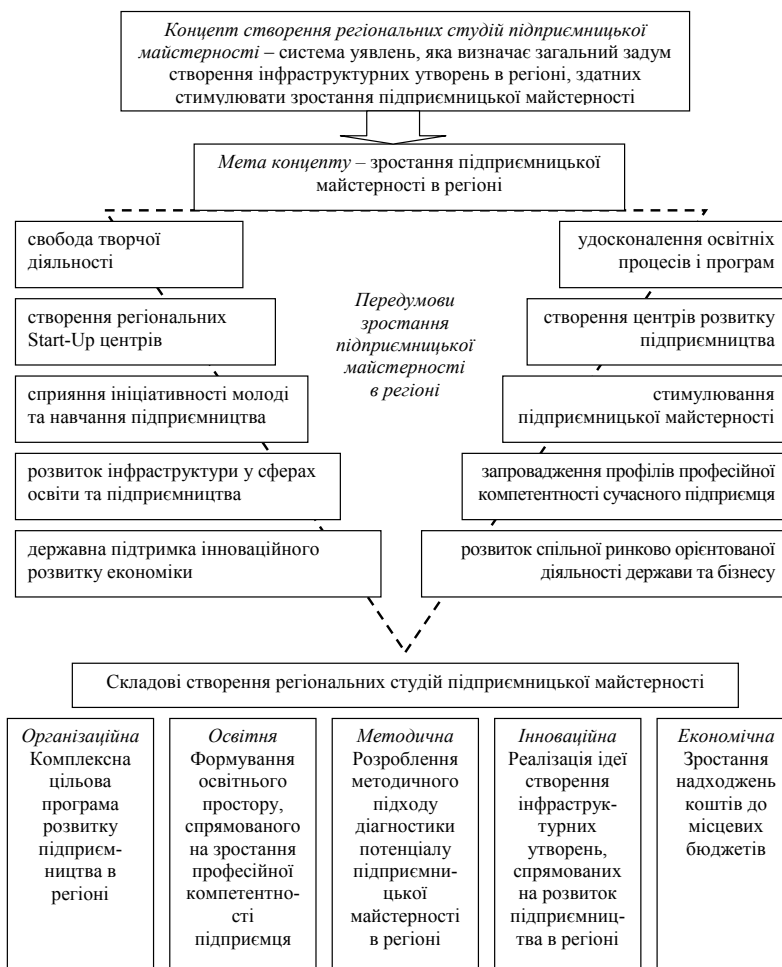 Концепт створення регіональних студій підприємницької
майстерності – система уявлень, яка визначає загальний задум
створення інфраструктурних утворень в регіоні, здатних
стимулювати зростання підприємницької майстерності
Мета концепту – зростання підприємницької
майстерності в регіоні
свобода творчої
діяльності
створення регіональних
Start-Up центрів
сприяння ініціативності молоді
та навчання підприємництва
розвиток інфраструктури у сферах
освіти та підприємництва
державна підтримка інноваційного
розвитку економіки
Передумови
зростання
підприємницької
майстерності
в регіоні
удосконалення освітніх
процесів і програм
створення центрів розвитку
підприємництва
стимулювання
підприємницької майстерності
запровадження профілів професійної
компетентності сучасного підприємця
розвиток спільної ринково орієнтованої
діяльності держави та бізнесу
Складові створення регіональних студій підприємницької майстерності
Організаційна
Комплексна
цільова
програма
розвитку
підприєм-
ництва в
регіоні
Освітня
Формування
освітнього
простору,
спрямованого
на зростання
професійної
компетентно-
сті
підприємця
Методична
Розроблення
методичного
підходу
діагностики
потенціалу
підприємни-
цької
майстерності
в регіоні
Інноваційна
Реалізація ідеї
створення
інфраструк-
турних
утворень,
спрямованих
на розвиток
підприємниц-
тва в регіоні
Економічна
Зростання
надходжень
коштів до
місцевих
бюджетів